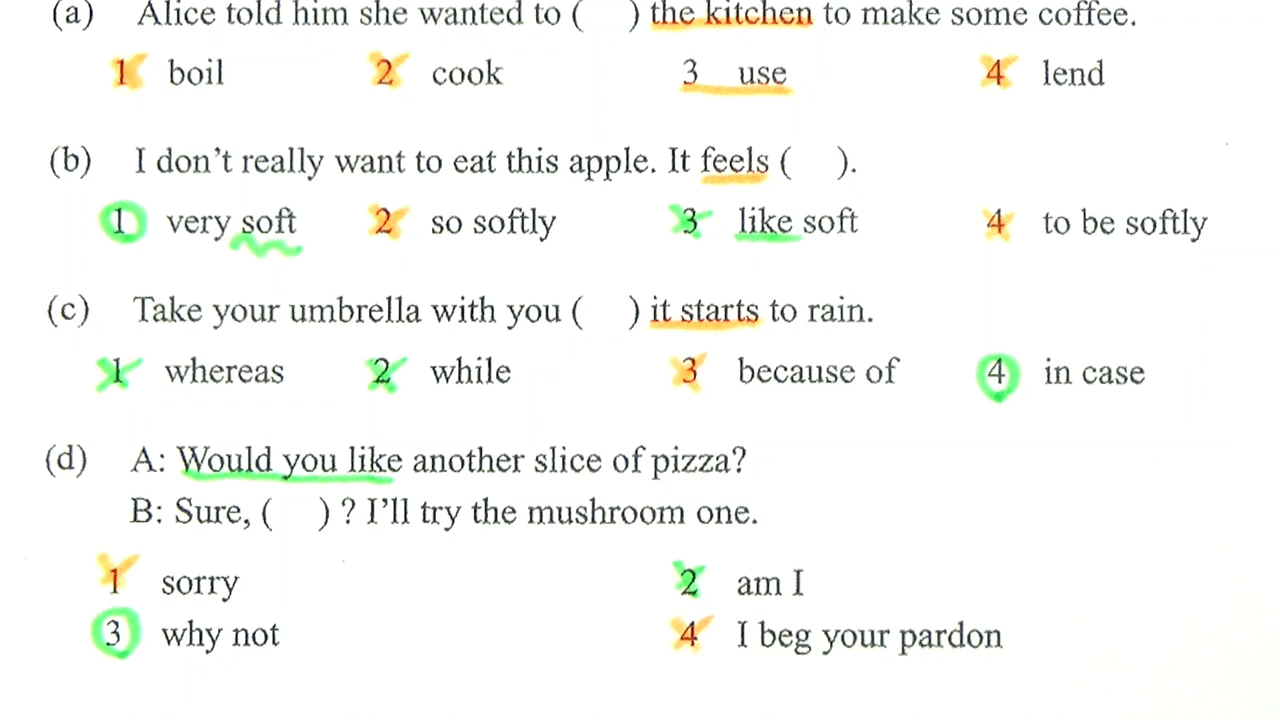 (a) Alice told him she wanted to ( ) the kitchen to make some coffee.
1 boil 2 cook 3 use 4 lend
(b) I don't really want to eat this apple. It feels ( ).
1 very soft 2 so softly 3 like soft 4 to be softly
(c) Take your umbrella with you ( ) it starts to rain.
1 whereas 2 while 3 because of 4 in case
(d) A: Would you like another slice of pizza?
B: Sure, ( ) ? I'll try the mushroom one.
1 sorry 2 am I
3 why not 4 I beg your pardon